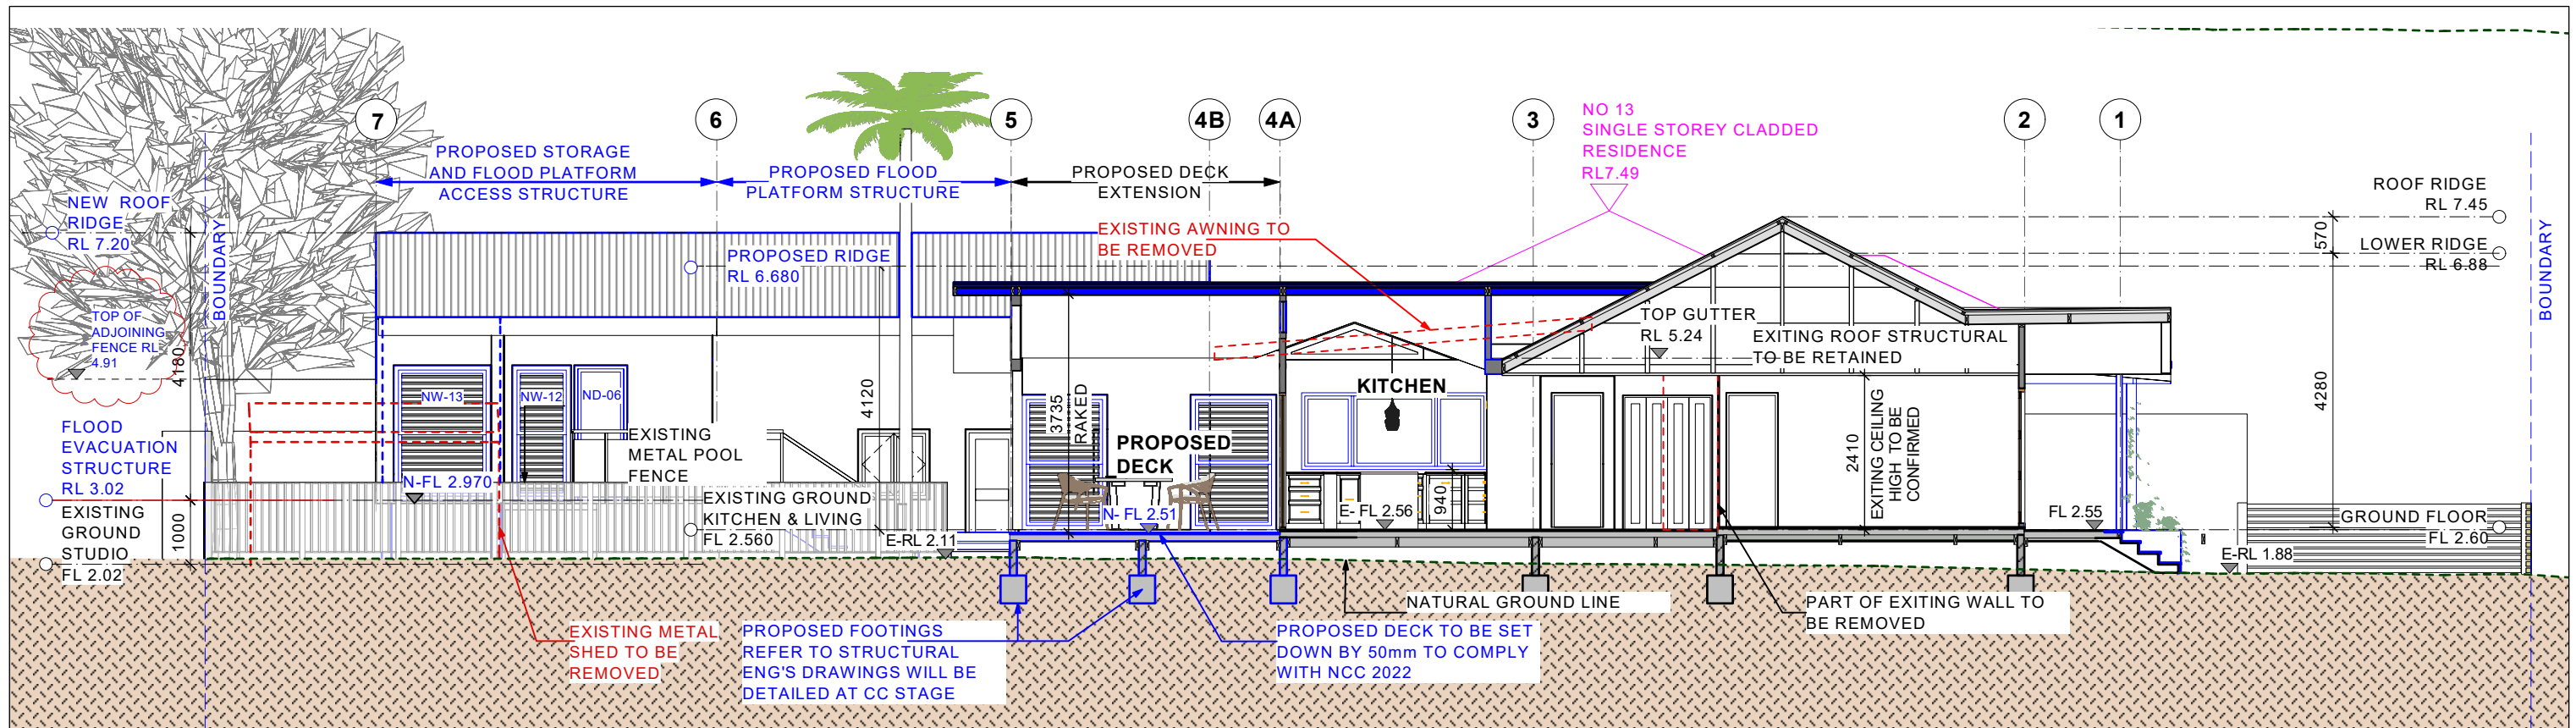 7
6
5
4B
4A
3
2
1
PROPOSED STORAGE
AND FLOOD PLATFORM
ACCESS STRUCTURE
PROPOSED FLOOD
PLATFORM STRUCTURE
PROPOSED DECK
EXTENSION
NO 13
SINGLE STOREY CLADDED
RESIDENCE
RL7.49
ROOF RIDGE
RL 7.45
570
LOWER RIDGE
RL 6.88
BOUNDARY
NEW ROOF
RIDGE
RL 7.20
BOUNDARY
EXISTING AWNING TO
BE REMOVED
PROPOSED RIDGE
RL 6.680
TOP OF
ADJOINING
FENCE RL
4.91
4180
TOP GUTTER
RL 5.24
EXITING ROOF STRUCTURAL
TO BE RETAINED
NW-13
NW-12
ND-06
4120
3735
RAKED
KITCHEN
2410
EXITING CEILING
HIGH TO BE
CONFIRMED
4280
FLOOD
EVACUATION
STRUCTURE
RL 3.02
EXISTING
METAL POOL
FENCE
PROPOSED
DECK
N-FL 2.970
EXISTING GROUND
KITCHEN & LIVING
FL 2.560
N- FL 2.51
E- FL 2.56
940
FL 2.55
GROUND FLOOR
FL 2.60
EXISTING
GROUND
STUDIO
FL 2.02
1000
E-RL 2.11
E-RL 1.88
NATURAL GROUND LINE
PART OF EXITING WALL TO
BE REMOVED
EXISTING METAL
SHED TO BE
REMOVED
PROPOSED FOOTINGS
REFER TO STRUCTURAL
ENG'S DRAWINGS WILL BE
DETAILED AT CC STAGE
PROPOSED DECK TO BE SET
DOWN BY 50mm TO COMPLY
WITH NCC 2022